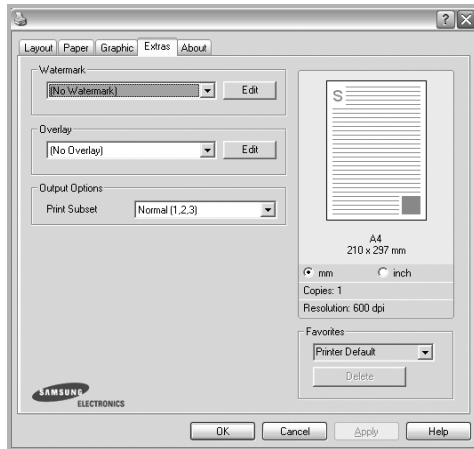 Layout Paper Graphic Extras About
Watermark
(No Watermark) Edit
Overlay
(No Overlay) Edit
Output Options
Print Subset Normal (1,2,3)
S
A4
210 x 297 mm
mm inch
Copies: 1
Resolution: 600 dpi
Favorites
Printer Default
Delete
SAMSUNG
ELECTRONICS
OK Cancel Apply Help